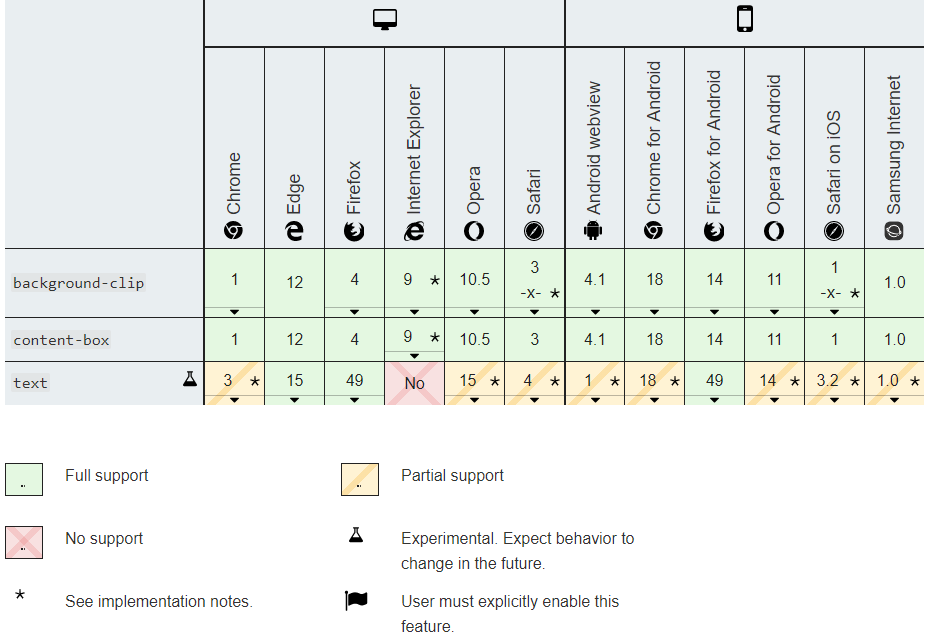 Chrome
Edge
Firefox
Internet Explorer
Opera
Safari
Android webview
Chrome for Android
Firefox for Android
Opera for Android
Safari on iOS
Samsung Internet
background-clip 1 12 4 9 * 10.5 3 -x- * 4.1 18 14 11 1 -x- * 1.0
content-box 1 12 4 9 * 10.5 3 4.1 18 14 11 1 1.0
text 3 * 15 49 No 15 * 4 * 1 * 18 * 49 14 * 3.2 * 1.0 *
.. Full support
.. Partial support
.. No support
Experimental. Expect behavior to
change in the future.
* See implementation notes.
User must explicitly enable this
feature.